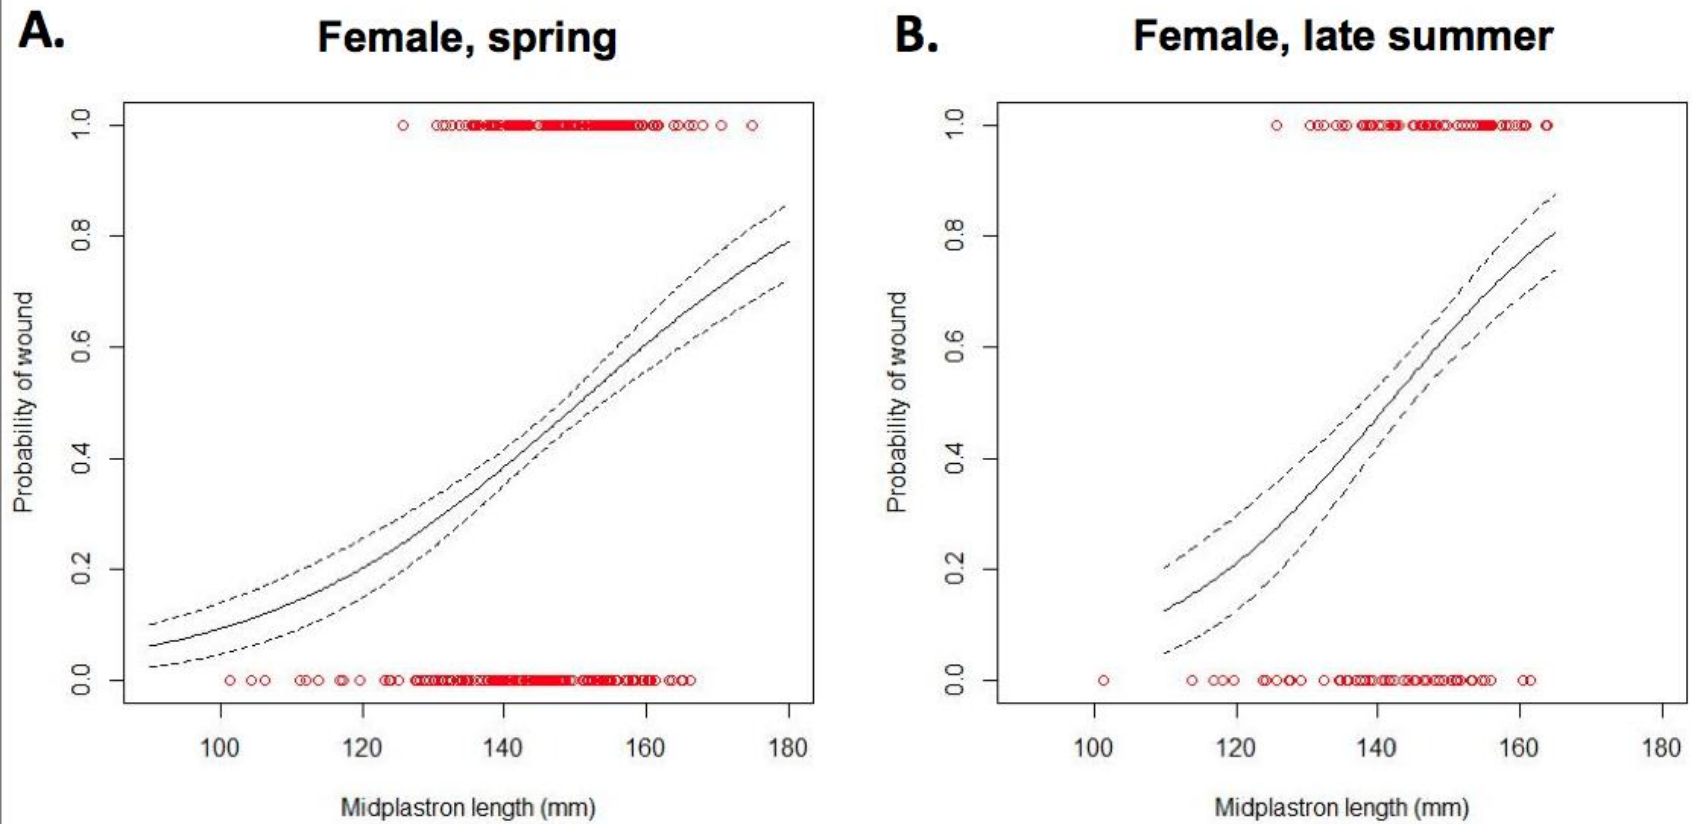 A.
Female, spring
Probability of wound
1.0
0.8
0.6
0.4
0.2
0.0
100 120 140 160 180
Midplastron length (mm)
B.
Female, late summer
Probability of wound
1.0
0.8
0.6
0.4
0.2
0.0
100 120 140 160 180
Midplastron length (mm)